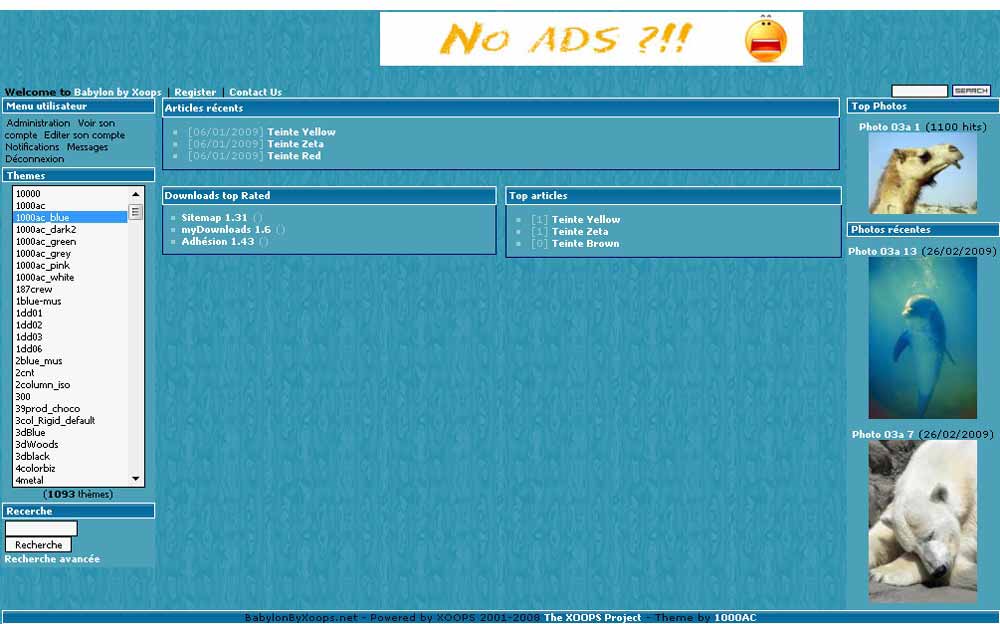 No ADS ?!!
Welcome to Babylon by Xoops | Register | Contact Us
SEARCH
Menu utilisateur
Administration Voir son
compte Editer son compte
Notifications Messages
Déconnexion
Themes
10000
1000ac
1000ac_blue
1000ac_dark2
1000ac_green
1000ac_grey
1000ac_pink
1000ac_white
187crew
1blue-mus
1dd01
1dd02
1dd03
1dd06
2blue_mus
2cnt
2column_iso
300
39prod_choco
3col_Rigid_default
3dBlue
3dWoods
3dblack
4colorbiz
4metal
(1093 thèmes)
Recerche
Recherche
Recherche avancée
Articles récents
[06/01/2009] Teinte Yellow
[06/01/2009] Teinte Zeta
[06/01/2009] Teinte Red
Downloads top Rated
Sitemap 1.31 ()
myDownloads 1.6 ()
Adhésion 1.43 ()
Top articles
[1] Teinte Yellow
[1] Teinte Zeta
[0] Teinte Brown
Top Photos
Photo 03a 1 (1100 hits)
Photos récentes
Photo 03a 13 (26/02/2009)
Photo 03a 7 (26/02/2009)
BabylonByXoops.net - Powered by XOOPS 2001-2008 The XOOPS Project - Theme by 1000AC